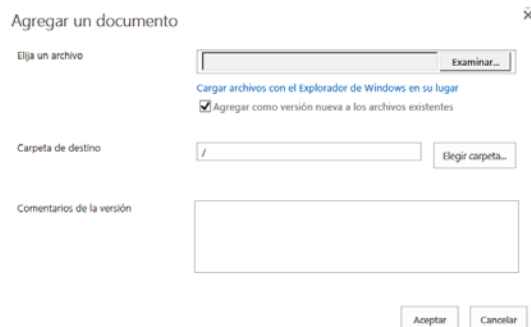 Agregar un documento
Elija un archivo
Examinar...
Cargar archivos con el Explorador de Windows en su lugar
Agregar como versión nueva a los archivos existentes
Carpeta de destino
/
Elegir carpeta...
Comentarios de la versión
Aceptar
Cancelar